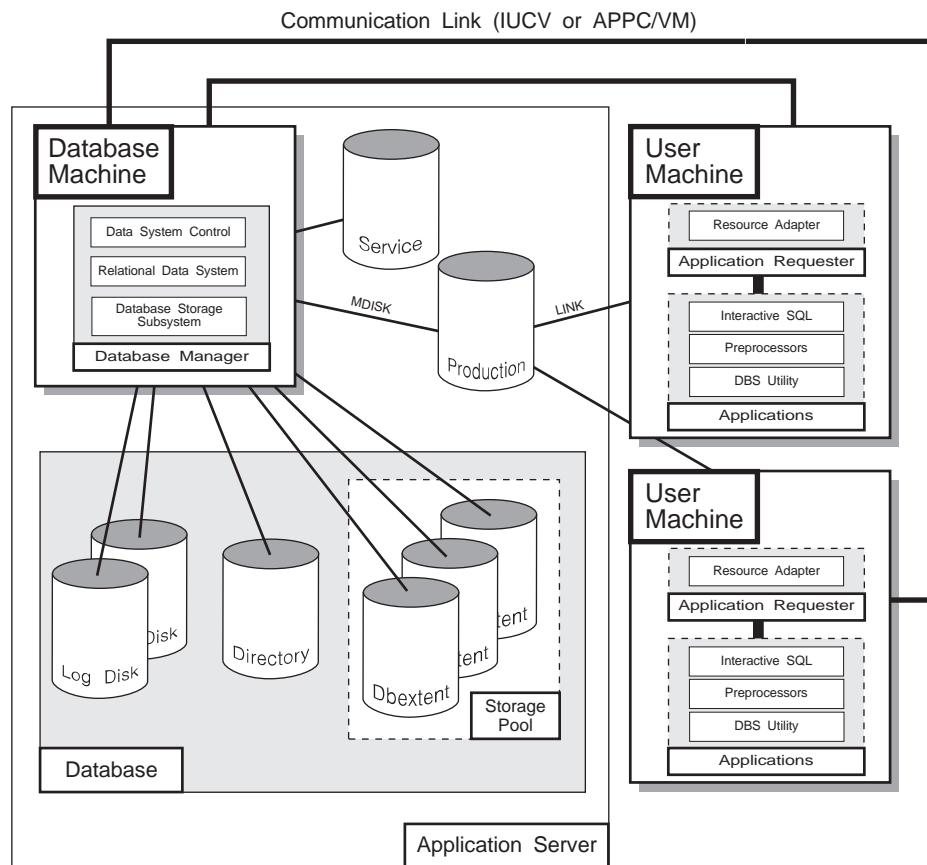 Communication Link (IUCV or APPC/VM)
Database
Machine
Data System Control
Relational Data System
Database Storage
Subsystem
Database Manager
Service
MDISK
Production
LINK
User
Machine
Resource Adapter
Application Requester
Interactive SQL
Preprocessors
DBS Utility
Applications
User
Machine
Resource Adapter
Application Requester
Interactive SQL
Preprocessors
DBS Utility
Applications
Log Disk
Disk
Directory
Dbextent
tent
tent
Storage
Pool
Database
Application Server